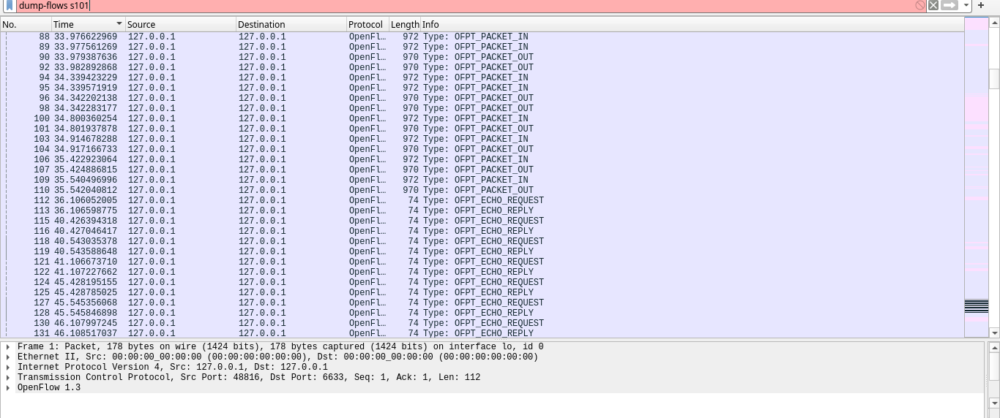 dump-flows s101
No. Time Source Destination Protocol Length Info
88 33.976622969 127.0.0.1 127.0.0.1 OpenFl… 972 Type: OFPT_PACKET_IN
89 33.977561269 127.0.0.1 127.0.0.1 OpenFl… 972 Type: OFPT_PACKET_IN
90 33.979387636 127.0.0.1 127.0.0.1 OpenFl… 970 Type: OFPT_PACKET_OUT
92 33.982892868 127.0.0.1 127.0.0.1 OpenFl… 970 Type: OFPT_PACKET_OUT
94 34.339423229 127.0.0.1 127.0.0.1 OpenFl… 972 Type: OFPT_PACKET_IN
95 34.339571919 127.0.0.1 127.0.0.1 OpenFl… 972 Type: OFPT_PACKET_IN
96 34.342202138 127.0.0.1 127.0.0.1 OpenFl… 970 Type: OFPT_PACKET_OUT
98 34.342283177 127.0.0.1 127.0.0.1 OpenFl… 970 Type: OFPT_PACKET_OUT
100 34.800360254 127.0.0.1 127.0.0.1 OpenFl… 972 Type: OFPT_PACKET_IN
101 34.801937878 127.0.0.1 127.0.0.1 OpenFl… 970 Type: OFPT_PACKET_OUT
103 34.914678288 127.0.0.1 127.0.0.1 OpenFl… 972 Type: OFPT_PACKET_IN
104 34.917166733 127.0.0.1 127.0.0.1 OpenFl… 970 Type: OFPT_PACKET_OUT
106 35.422923064 127.0.0.1 127.0.0.1 OpenFl… 972 Type: OFPT_PACKET_IN
107 35.424886815 127.0.0.1 127.0.0.1 OpenFl… 970 Type: OFPT_PACKET_OUT
109 35.540496996 127.0.0.1 127.0.0.1 OpenFl… 972 Type: OFPT_PACKET_IN
110 35.542040812 127.0.0.1 127.0.0.1 OpenFl… 970 Type: OFPT_PACKET_OUT
112 36.106052005 127.0.0.1 127.0.0.1 OpenFl… 74 Type: OFPT_ECHO_REQUEST
113 36.106598775 127.0.0.1 127.0.0.1 OpenFl… 74 Type: OFPT_ECHO_REPLY
115 40.426394318 127.0.0.1 127.0.0.1 OpenFl… 74 Type: OFPT_ECHO_REQUEST
116 40.427046417 127.0.0.1 127.0.0.1 OpenFl… 74 Type: OFPT_ECHO_REPLY
118 40.543035378 127.0.0.1 127.0.0.1 OpenFl… 74 Type: OFPT_ECHO_REQUEST
119 40.543588648 127.0.0.1 127.0.0.1 OpenFl… 74 Type: OFPT_ECHO_REPLY
121 41.106673710 127.0.0.1 127.0.0.1 OpenFl… 74 Type: OFPT_ECHO_REQUEST
122 41.107227662 127.0.0.1 127.0.0.1 OpenFl… 74 Type: OFPT_ECHO_REPLY
124 45.428195155 127.0.0.1 127.0.0.1 OpenFl… 74 Type: OFPT_ECHO_REQUEST
125 45.428785025 127.0.0.1 127.0.0.1 OpenFl… 74 Type: OFPT_ECHO_REPLY
127 45.545356068 127.0.0.1 127.0.0.1 OpenFl… 74 Type: OFPT_ECHO_REQUEST
128 45.545846898 127.0.0.1 127.0.0.1 OpenFl… 74 Type: OFPT_ECHO_REPLY
130 46.107997245 127.0.0.1 127.0.0.1 OpenFl… 74 Type: OFPT_ECHO_REQUEST
131 46.108517037 127.0.0.1 127.0.0.1 OpenFl… 74 Type: OFPT_ECHO_REPLY
Frame 1: Packet, 178 bytes on wire (1424 bits), 178 bytes captured (1424 bits) on interface lo, id 0
Ethernet II, Src: 00:00:00_00:00:00 (00:00:00:00:00:00), Dst: 00:00:00_00:00:00 (00:00:00:00:00:00)
Internet Protocol Version 4, Src: 127.0.0.1, Dst: 127.0.0.1
Transmission Control Protocol, Src Port: 48816, Dst Port: 6633, Seq: 1, Ack: 1, Len: 112
OpenFlow 1.3